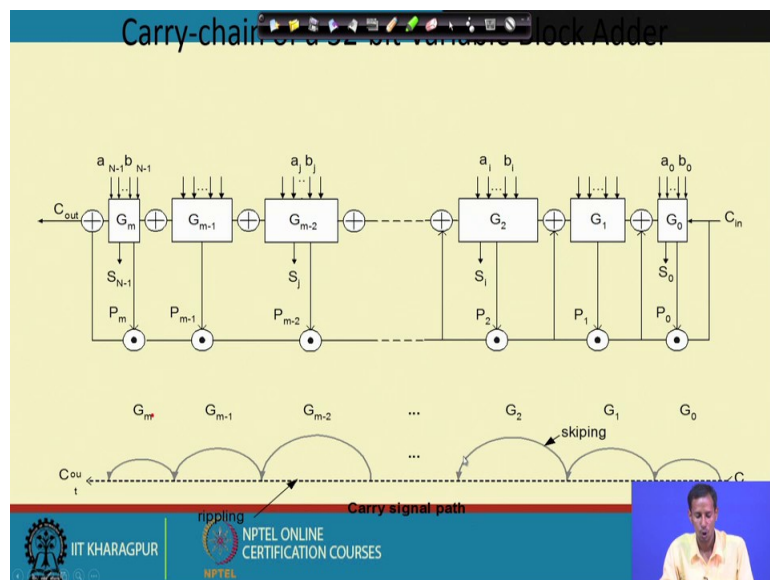 Carry-chain of a 32-bit Variable Block Adder
a N-1 b N-1 a j b j a i b i a 0 b 0
C out G m G m-1 G m-2 G 2 G 1 G 0 C in
S N-1 S j S i S 0
P m P m-1 P m-2 P 2 P 1 P 0
G m G m-1 G m-2 ... G 2 G 1 G 0
skiping
...
C ou t C
rippling Carry signal path
IIT KHARAGPUR
NPTEL ONLINE
CERTIFICATION COURSES
NPTEL